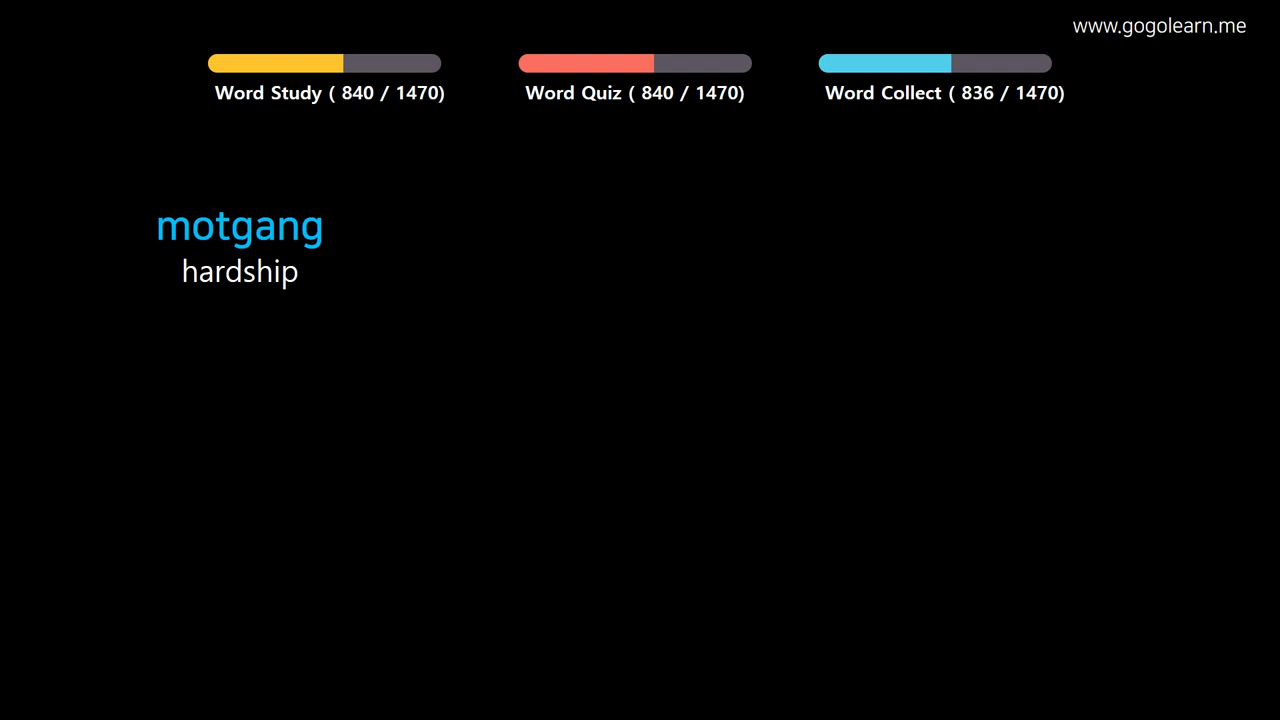 www.gogolearn.me
Word Study ( 840 / 1470)
Word Quiz ( 840 / 1470)
Word Collect ( 836 / 1470)
motgang
hardship